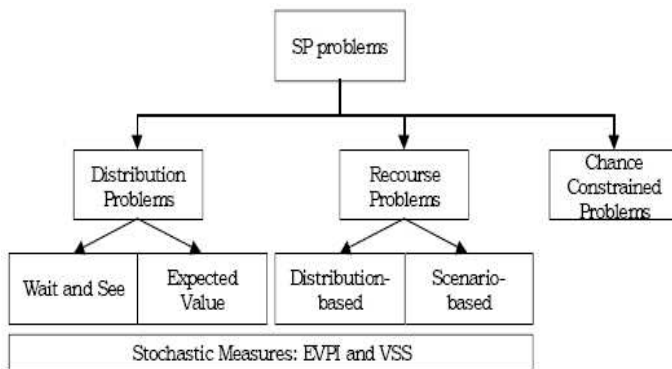 SP problems
Distribution
Problems
Recourse
Problems
Chance
Constrained
Problems
Wait and See
Expected
Value
Distribution-
based
Scenario-
based
Stochastic Measures: EVPI and VSS